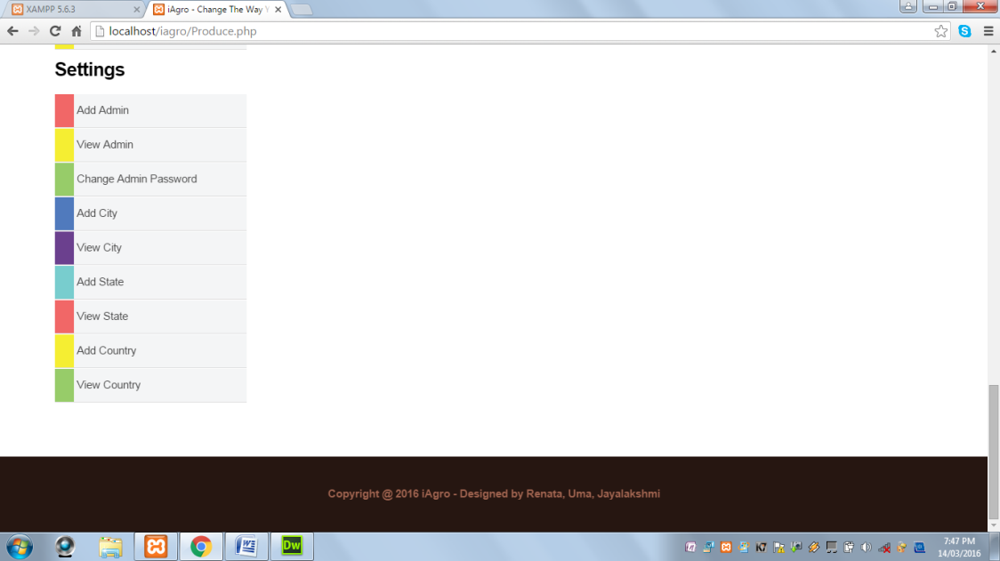 XAMPP 5.6.3
iAgro - Change The Way Y
localhost/iagro/Produce.php
Settings
Add Admin
View Admin
Change Admin Password
Add City
View City
Add State
View State
Add Country
View Country
Copyright @ 2016 iAgro - Designed by Renata, Uma, Jayalakshmi
Dw
7:47 PM
14/03/2016